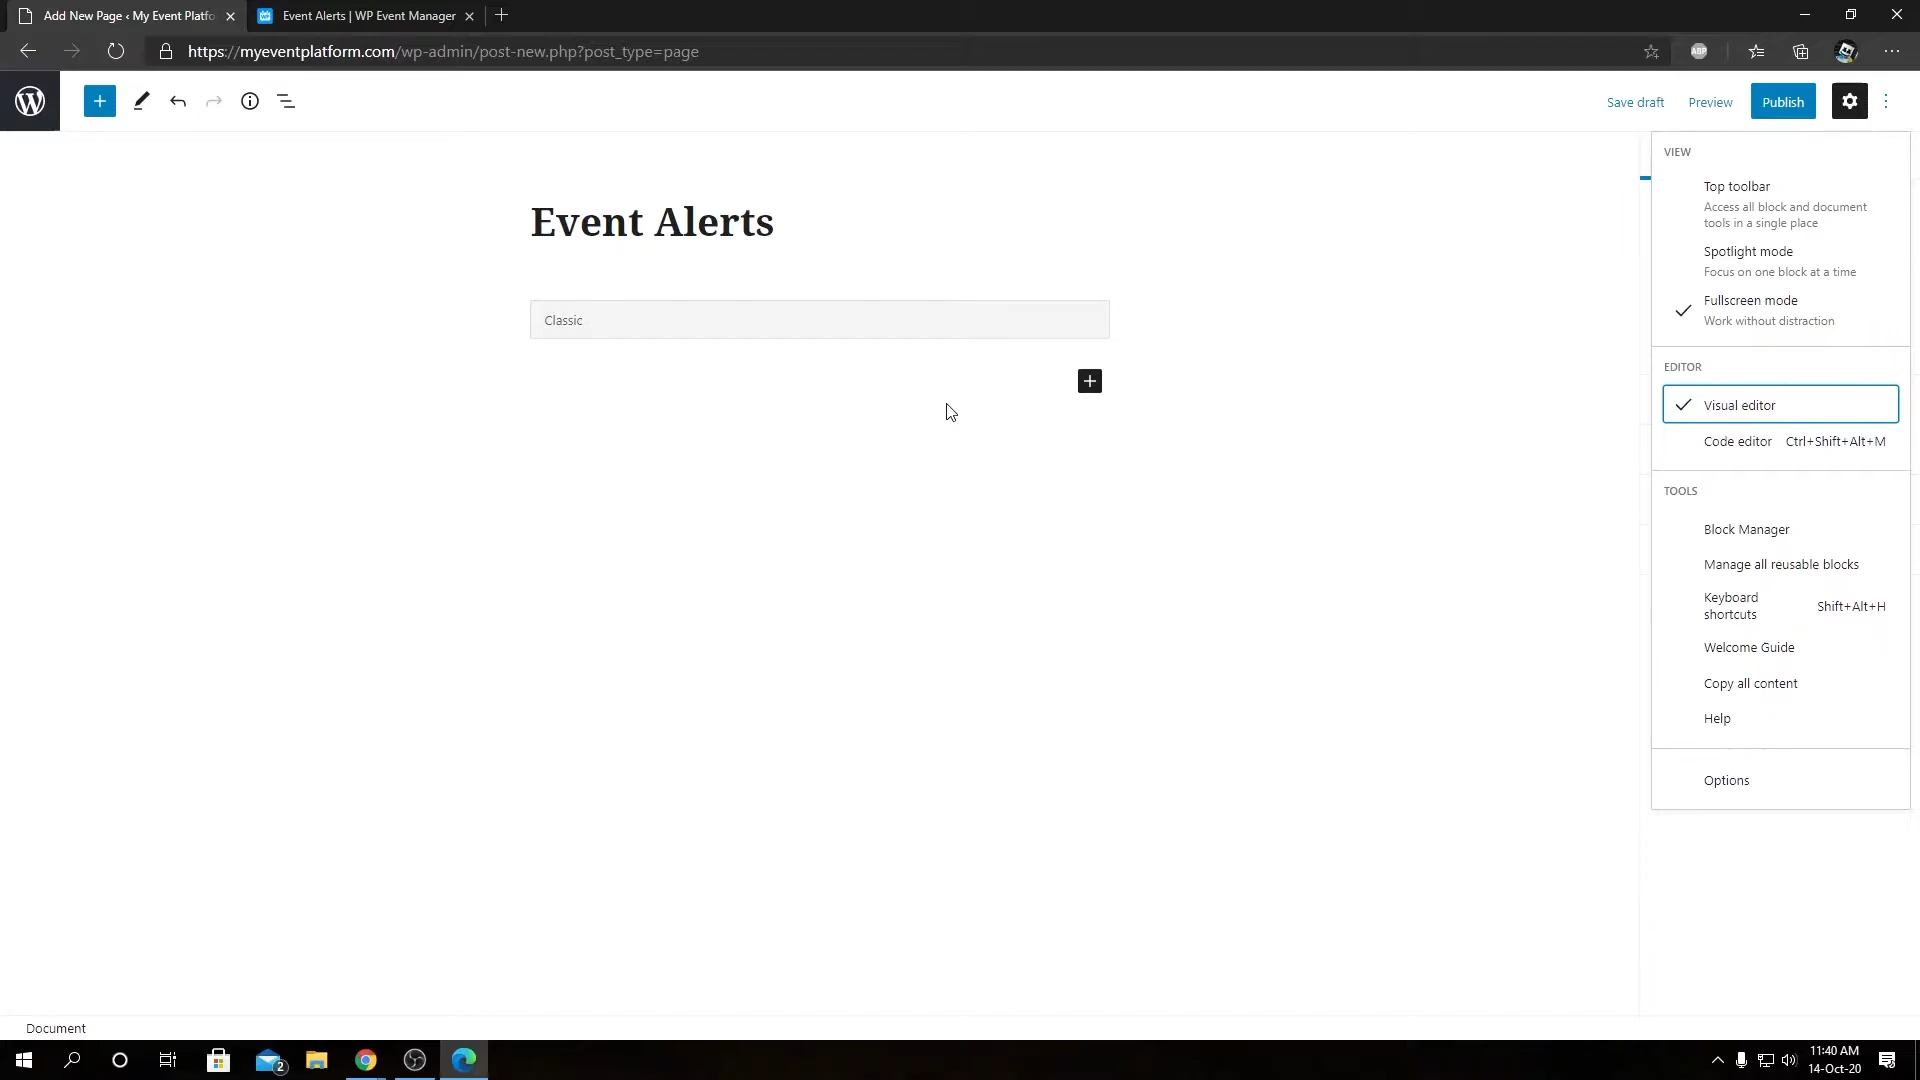 Add New Page ‹ My Event Platfo
Event Alerts | WP Event Manager
https://myeventplatform.com/wp-admin/post-new.php?post_type=page
ABP
Save draft
Preview
Publish
VIEW
Top toolbar
Access all block and document
tools in a single place
Spotlight mode
Focus on one block at a time
Fullscreen mode
Work without distraction
EDITOR
Visual editor
Code editor Ctrl+Shift+Alt+M
TOOLS
Block Manager
Manage all reusable blocks
Keyboard
shortcuts
Shift+Alt+H
Welcome Guide
Copy all content
Help
Options
Event Alerts
Classic
Document
2
11:40 AM
14-Oct-20